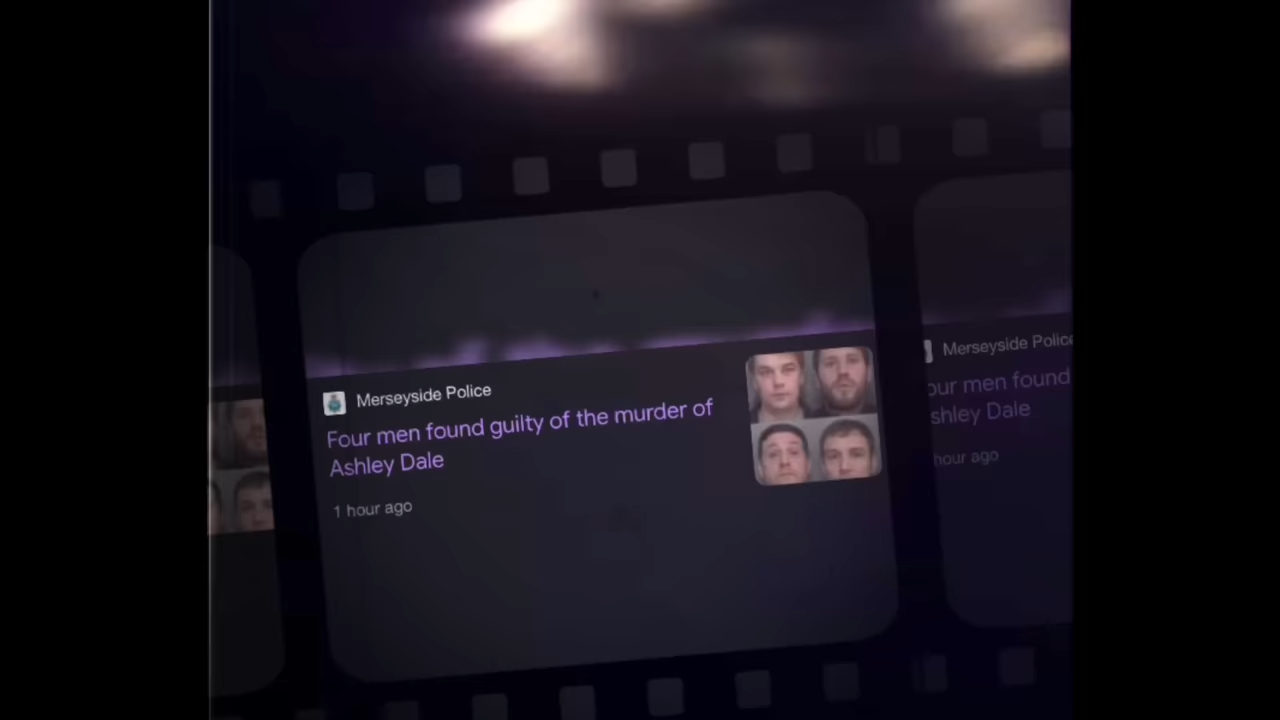 Merseyside Police
Four men found guilty of the murder of
Ashley Dale
1 hour ago
Merseyside Police
our men found
shley Dale
hour ago